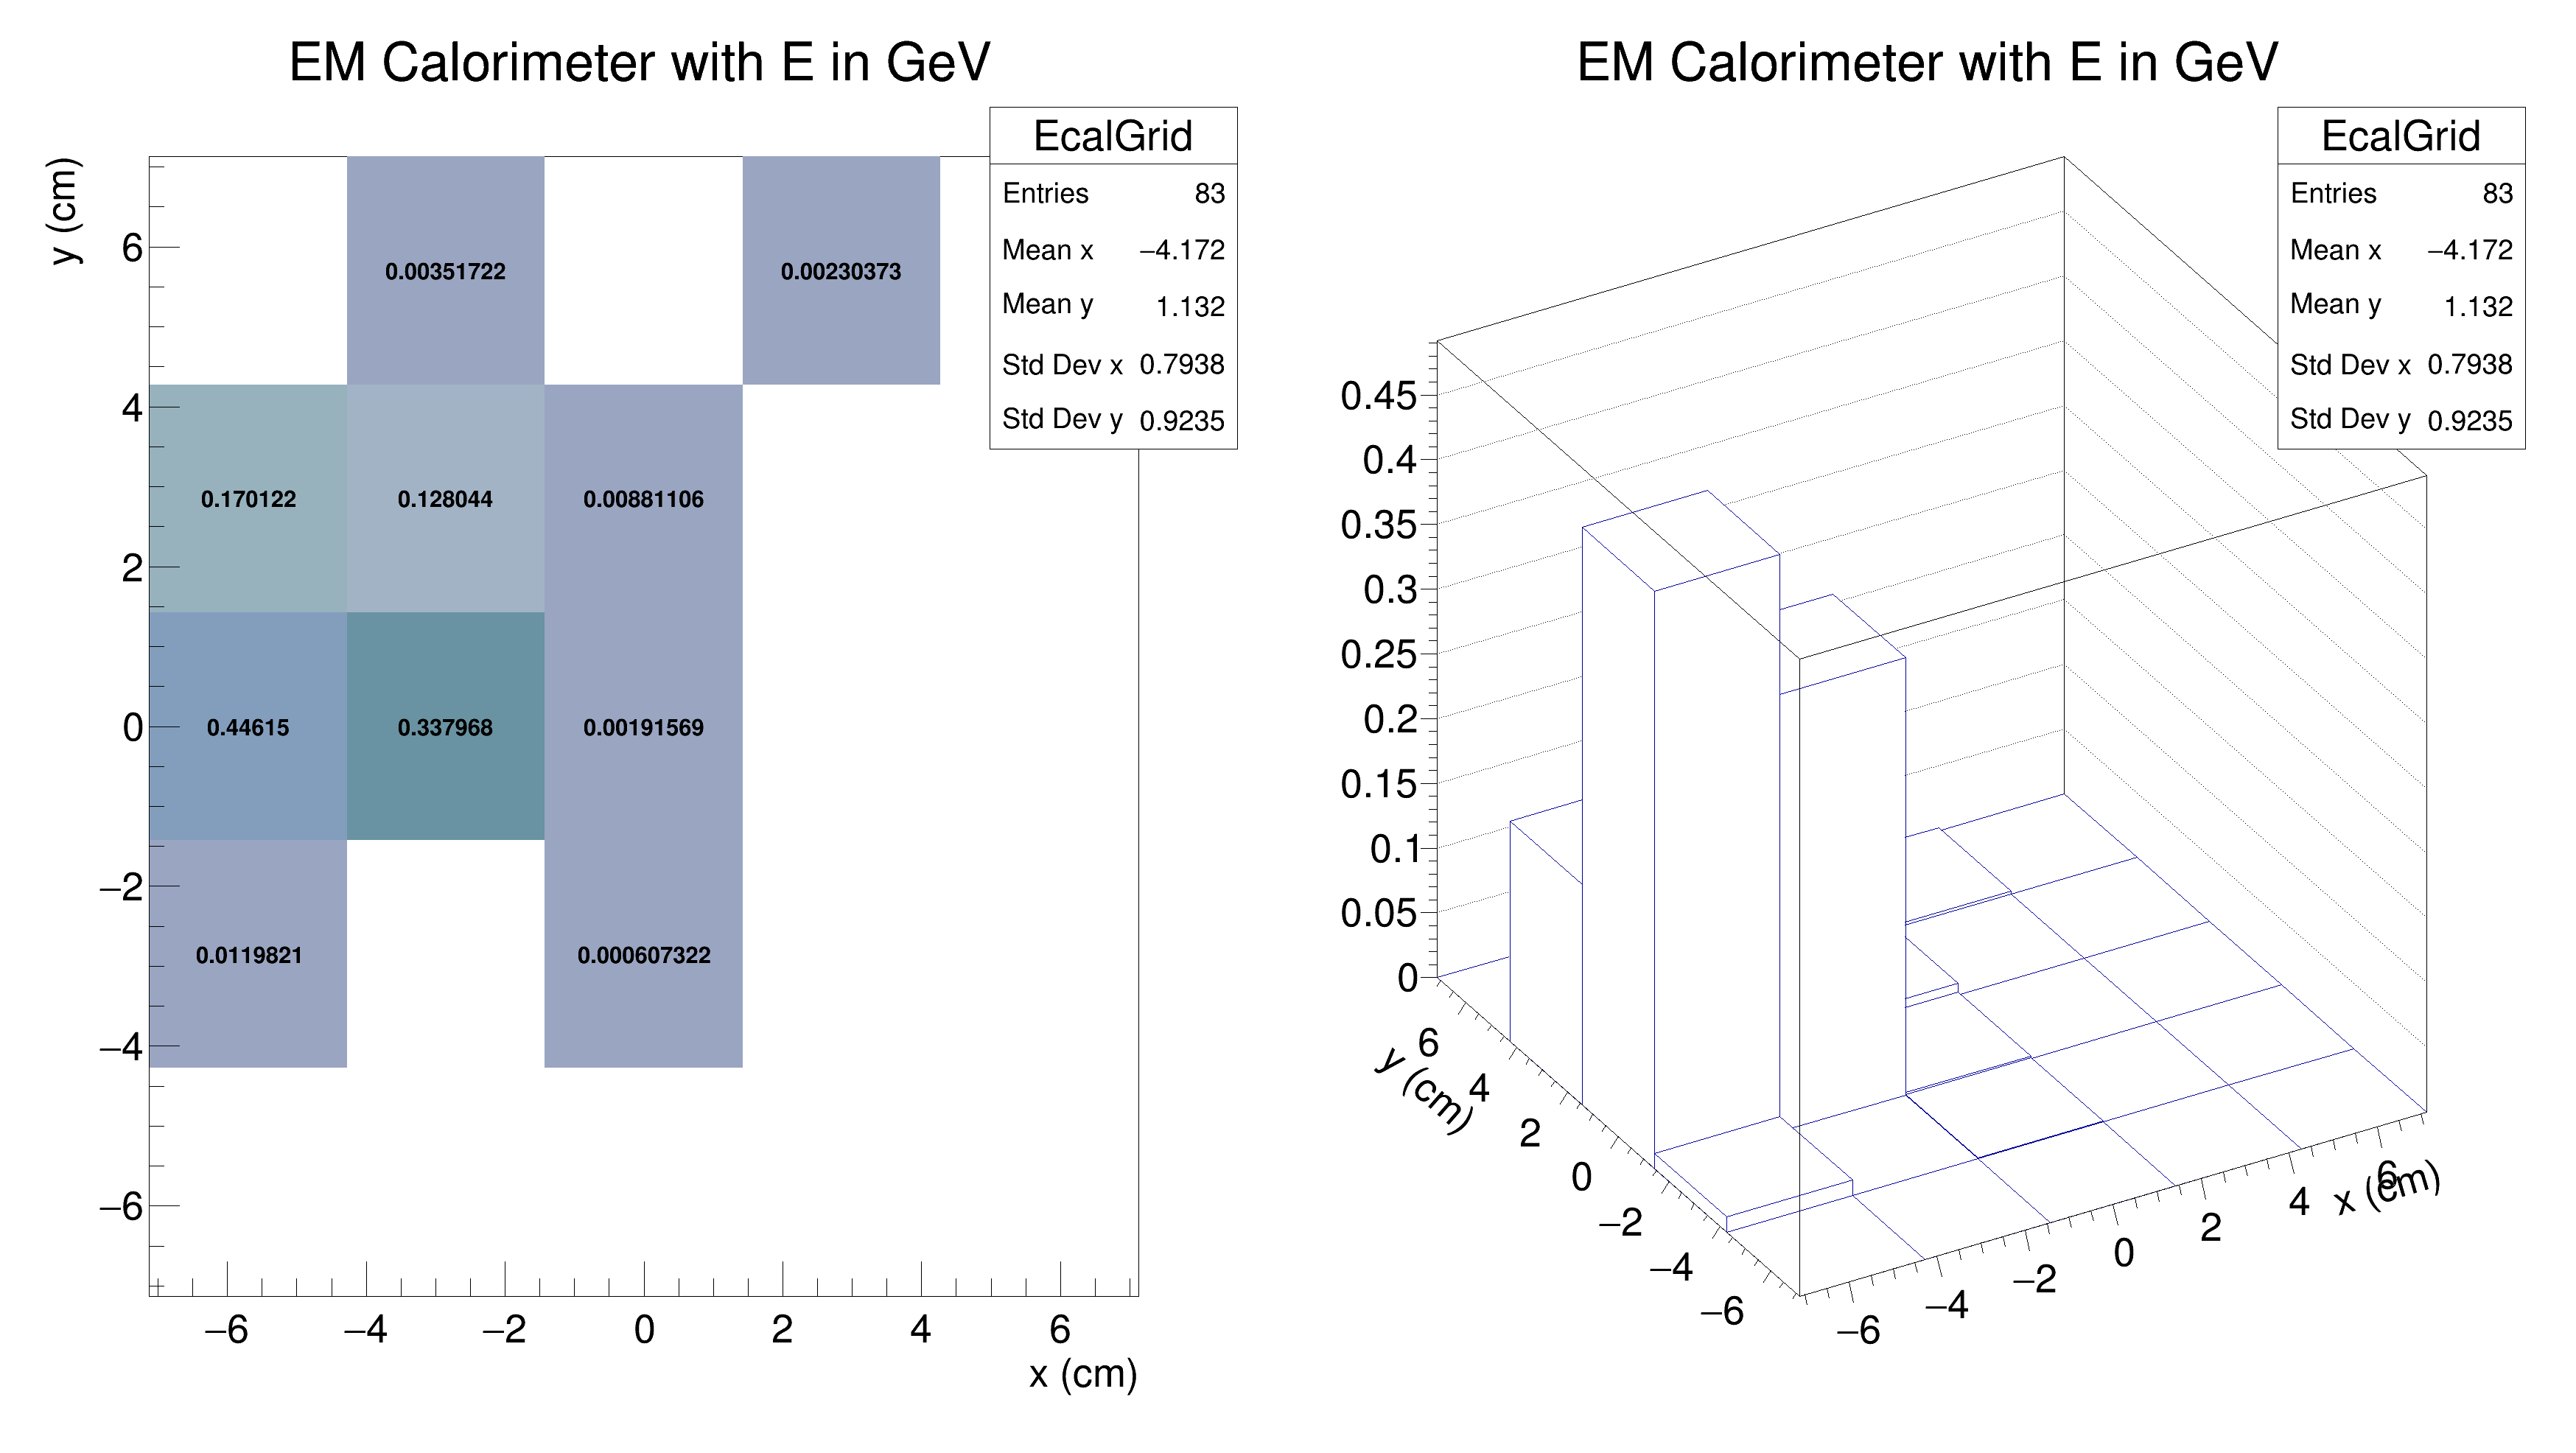 EM Calorimeter with E in GeV
EcalGrid
Entries 83
Mean x −4.172
Mean y 1.132
Std Dev x 0.7938
Std Dev y 0.9235
y (cm)
6
4
2
0
−2
−4
−6
0.00351722 0.00230373
0.170122 0.128044 0.00881106
0.44615 0.337968 0.00191569
0.0119821 0.000607322
−6 −4 −2 0 2 4 6
x (cm)
EM Calorimeter with E in GeV
EcalGrid
Entries 83
Mean x −4.172
Mean y 1.132
Std Dev x 0.7938
Std Dev y 0.9235
0.45
0.4
0.35
0.3
0.25
0.2
0.15
0.1
0.05
0
y (cm)
6
4
2
0
−2
−4
−6
−6 −4 −2 0 2 4 6
x (cm)